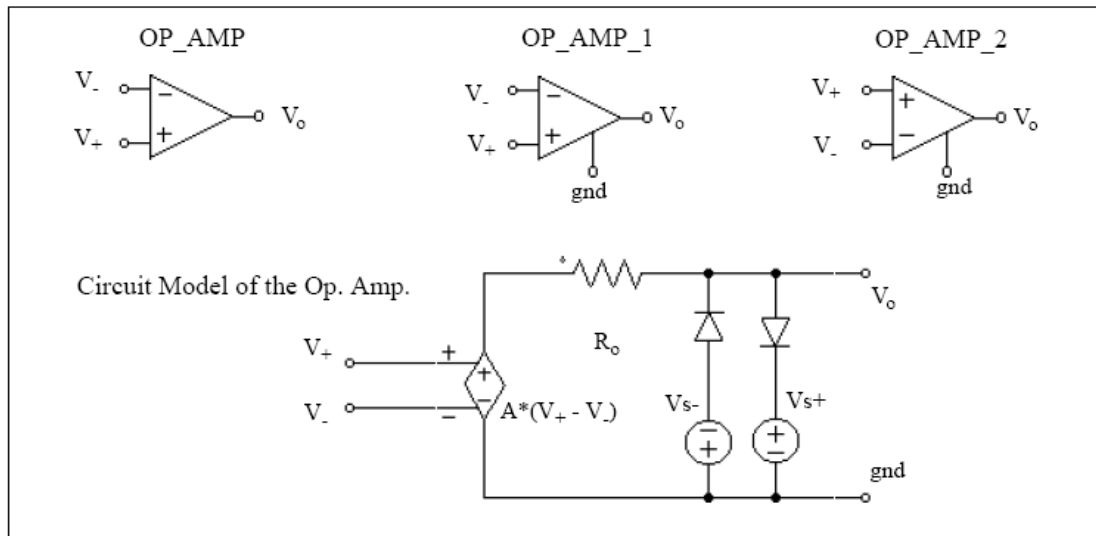 OP_AMP
OP_AMP_1
OP_AMP_2
V-
V+
Vo
V-
V+
Vo
gnd
V+
V-
Vo
gnd
Circuit Model of the Op. Amp.
V+
V-
+
−
+
−
A*(V+ - V-)
Ro
Vs-
Vs+
Vo
gnd